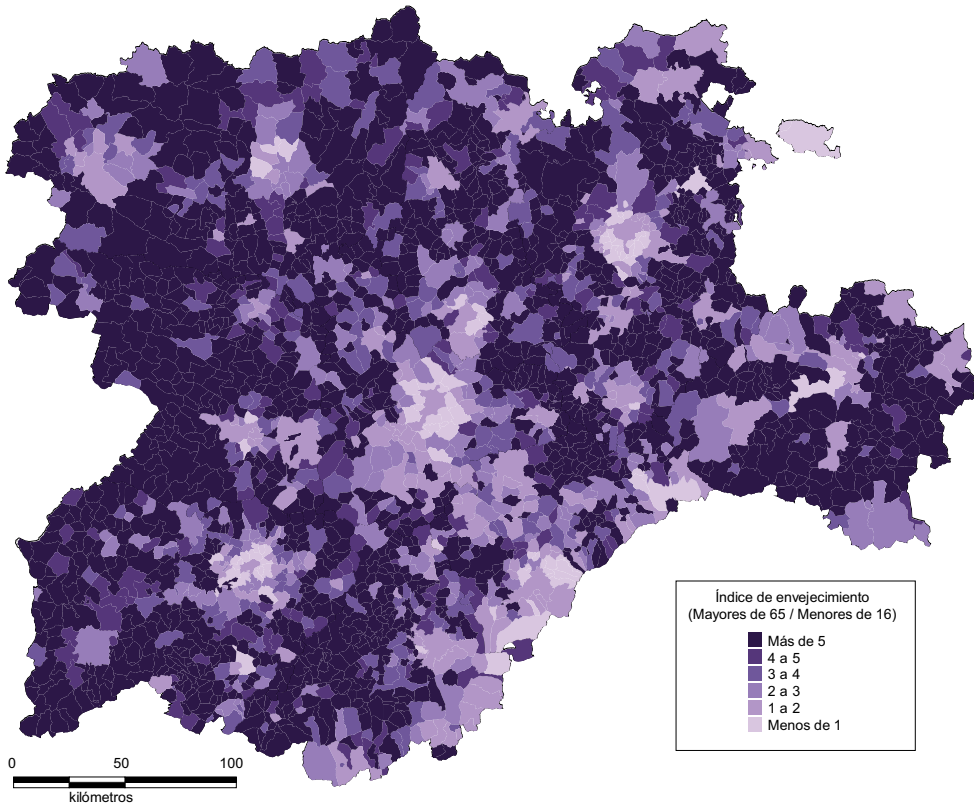 Índice de envejecimiento
(Mayores de 65 / Menores de 16)
Más de 5
4 a 5
3 a 4
2 a 3
1 a 2
Menos de 1
0 50 100
kilómetros